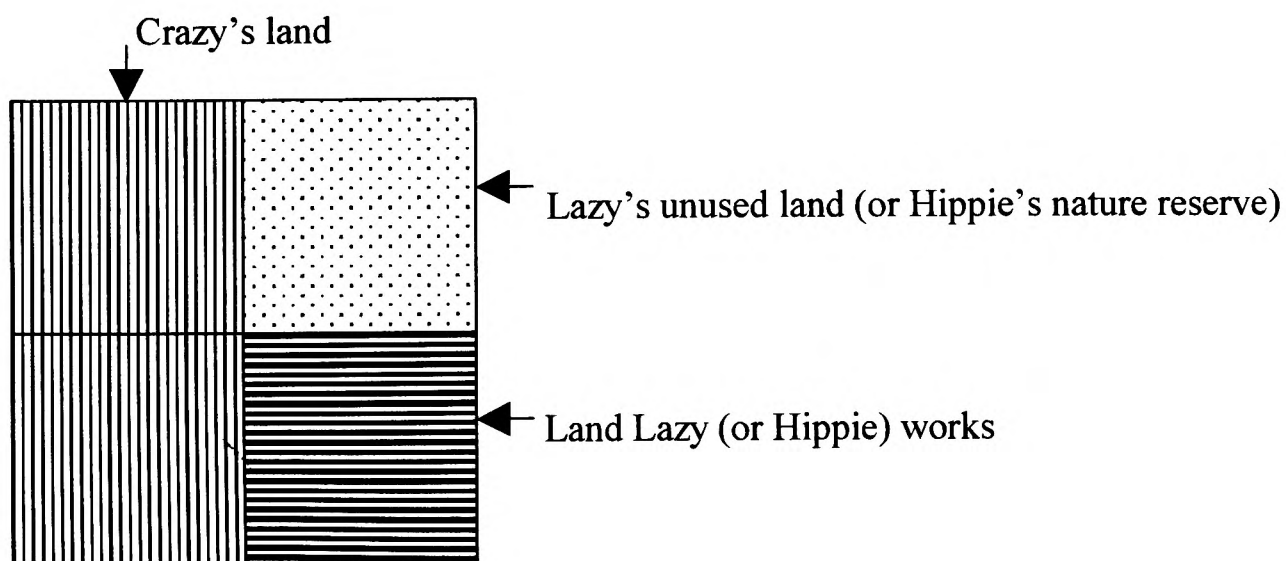 Crazy’s land
Lazy’s unused land (or Hippie’s nature reserve)
Land Lazy (or Hippie) works